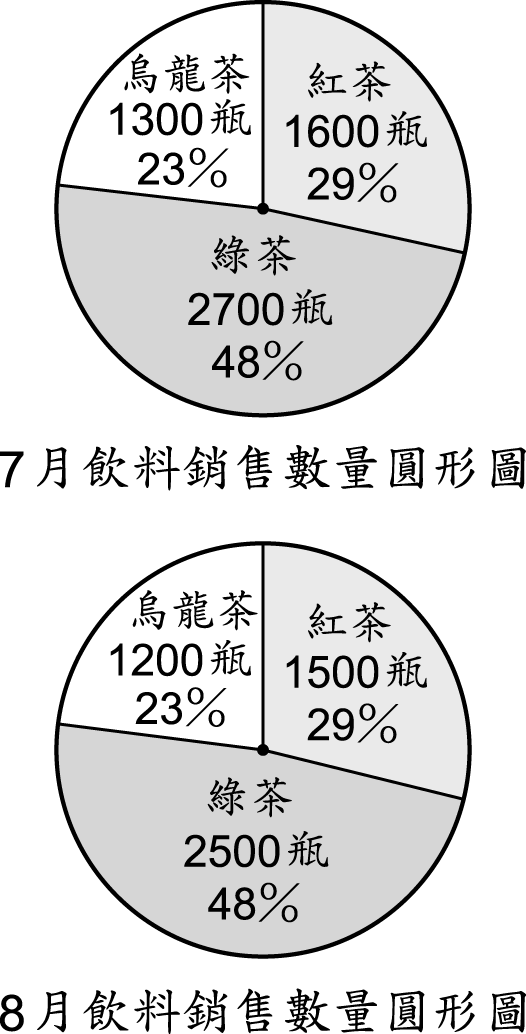 烏龍茶
1300瓶
23%
紅茶
1600瓶
29%
綠茶
2700瓶
48%
7月飲料銷售數量圓形圖
烏龍茶
1200瓶
23%
紅茶
1500瓶
29%
綠茶
2500瓶
48%
8月飲料銷售數量圓形圖